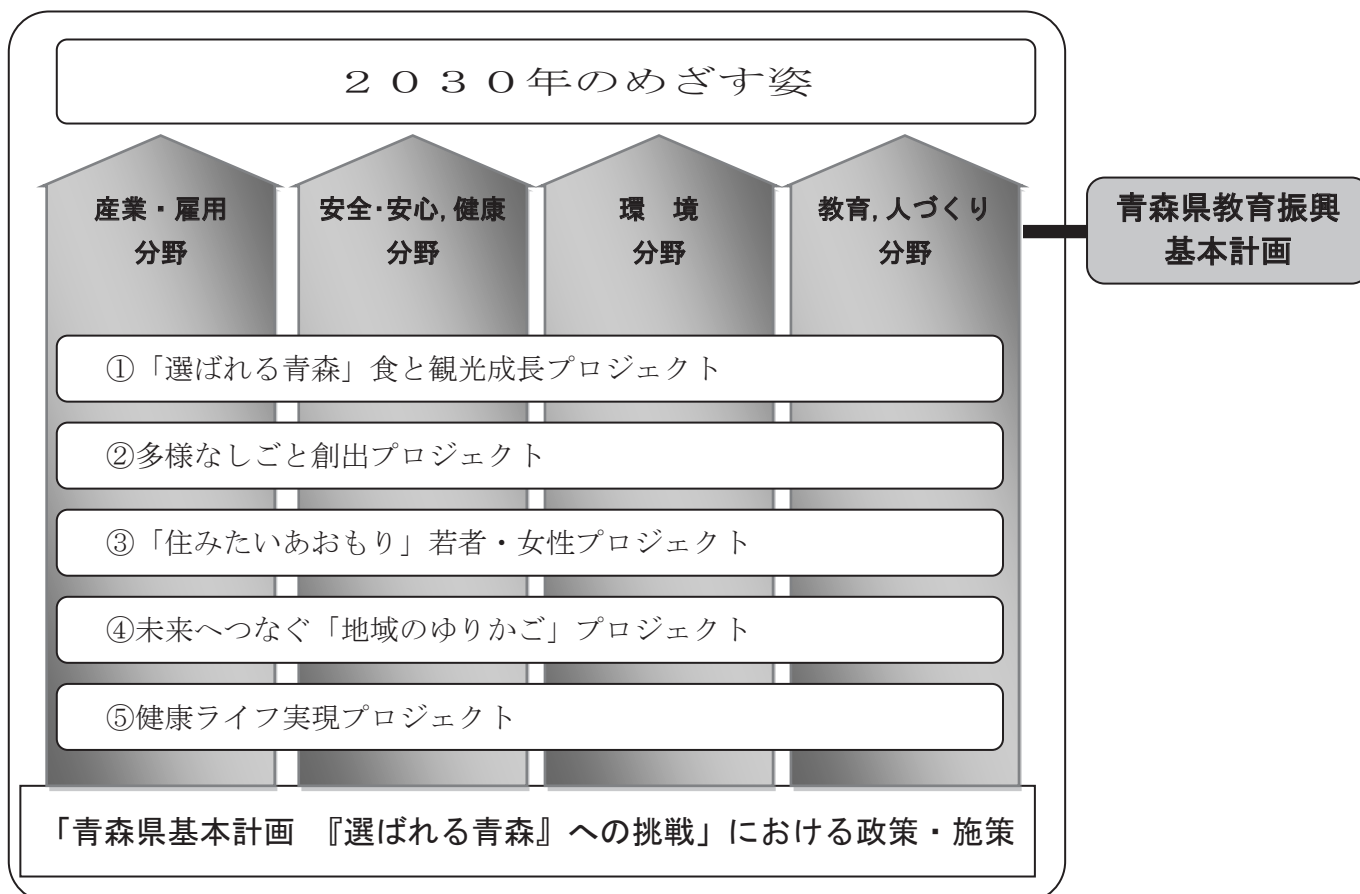 ２０３０年のめざす姿
産業・雇用
分野
安全・安心,健康
分野
環　境
分野
教育,人づくり
分野
青森県教育振興
基本計画
①「選ばれる青森」食と観光成長プロジェクト
②多様なしごと創出プロジェクト
③「住みたいあおもり」若者・女性プロジェクト
④未来へつなぐ「地域のゆりかご」プロジェクト
⑤健康ライフ実現プロジェクト
「青森県基本計画　『選ばれる青森』への挑戦」における政策・施策